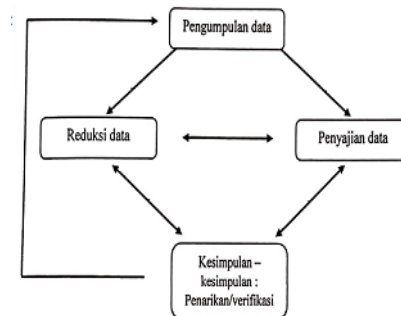 :
Pengumpulan data
Reduksi data
Penyajian data
Kesimpulan –
kesimpulan :
Penarikan/verifikasi